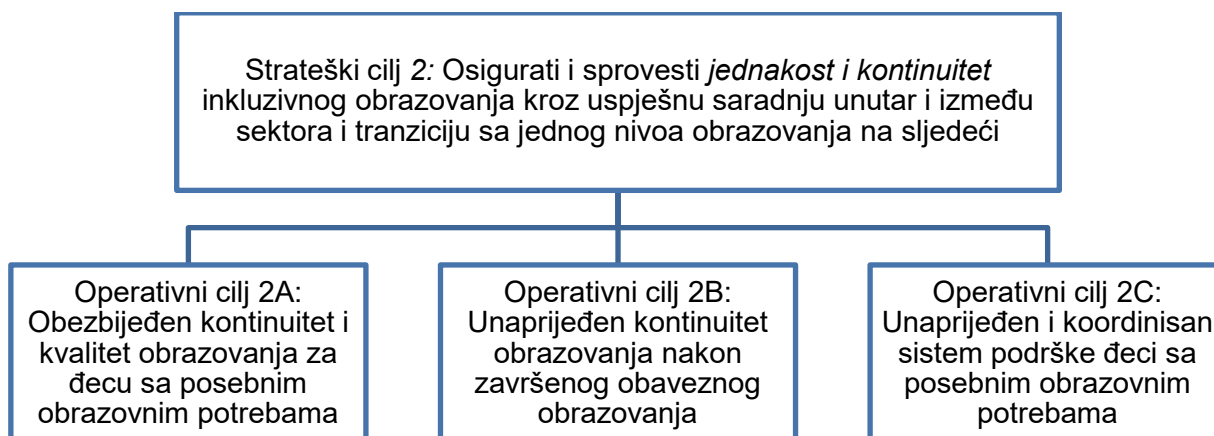 Strateški cilj 2: Osigurati i sprovesti jednakost i kontinuitet
inkluzivnog obrazovanja kroz uspješnu saradnju unutar i između
sektora i tranziciju sa jednog nivoa obrazovanja na sljedeći
Operativni cilj 2A:
Obezbijeđen kontinuitet i
kvalitet obrazovanja za
đecu sa posebnim
obrazovnim potrebama
Operativni cilj 2B:
Unaprijeđen kontinuitet
obrazovanja nakon
završenog obaveznog
obrazovanja
Operativni cilj 2C:
Unaprijeđen i koordinisan
sistem podrške đeci sa
posebnim obrazovnim
potrebama